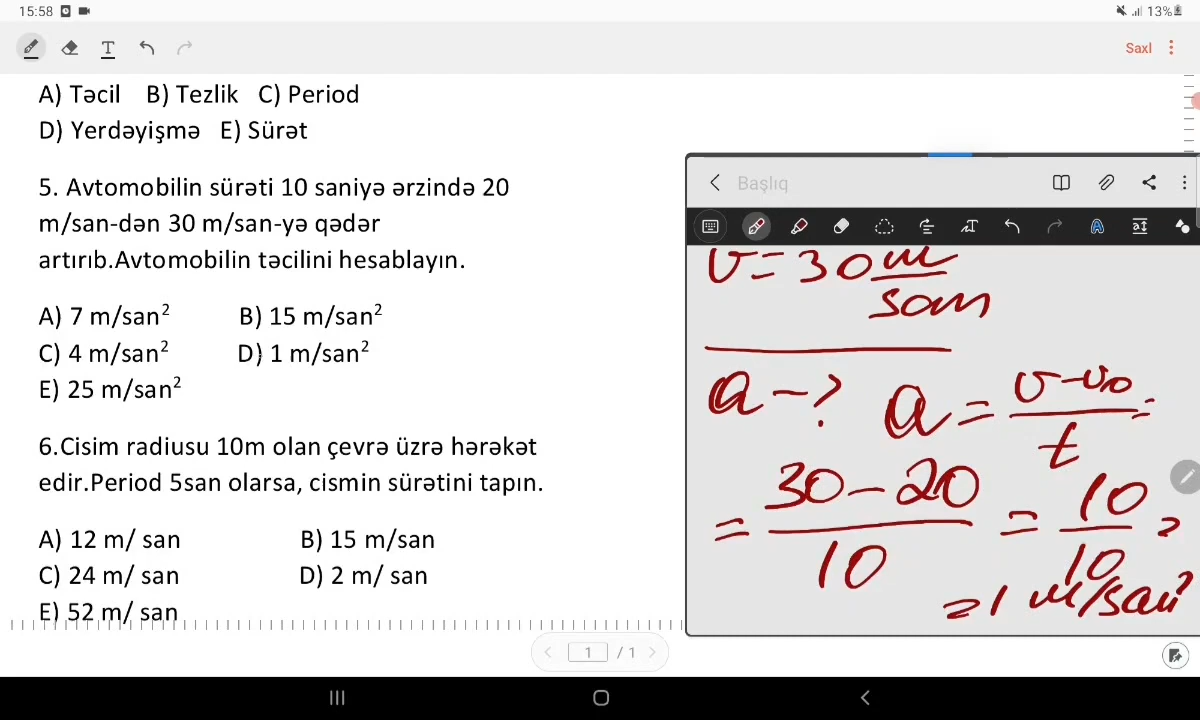 15:58 13%
Saxl
A) Təcil B) Tezlik C) Period
D) Yerdəyişmə E) Sürət
5. Avtomobilin sürəti 10 saniyə ərzində 20
m/san-dən 30 m/san-yə qədər
artırıb.Avtomobilin təcilini hesablayın.
A) 7 m/san² B) 15 m/san²
C) 4 m/san² D) 1 m/san²
E) 25 m/san²
6.Cisim radiusu 10m olan çevrə üzrə hərəkət
edir.Period 5san olarsa, cismin sürətini tapın.
A) 12 m/ san B) 15 m/san
C) 24 m/ san D) 2 m/ san
E) 52 m/ san
1 / 1
Başlıq
v = 30 m/san
a - ? a = (v - v₀)/t =
= (30 - 20)/10 = 10/10 =
= 1 m/san²